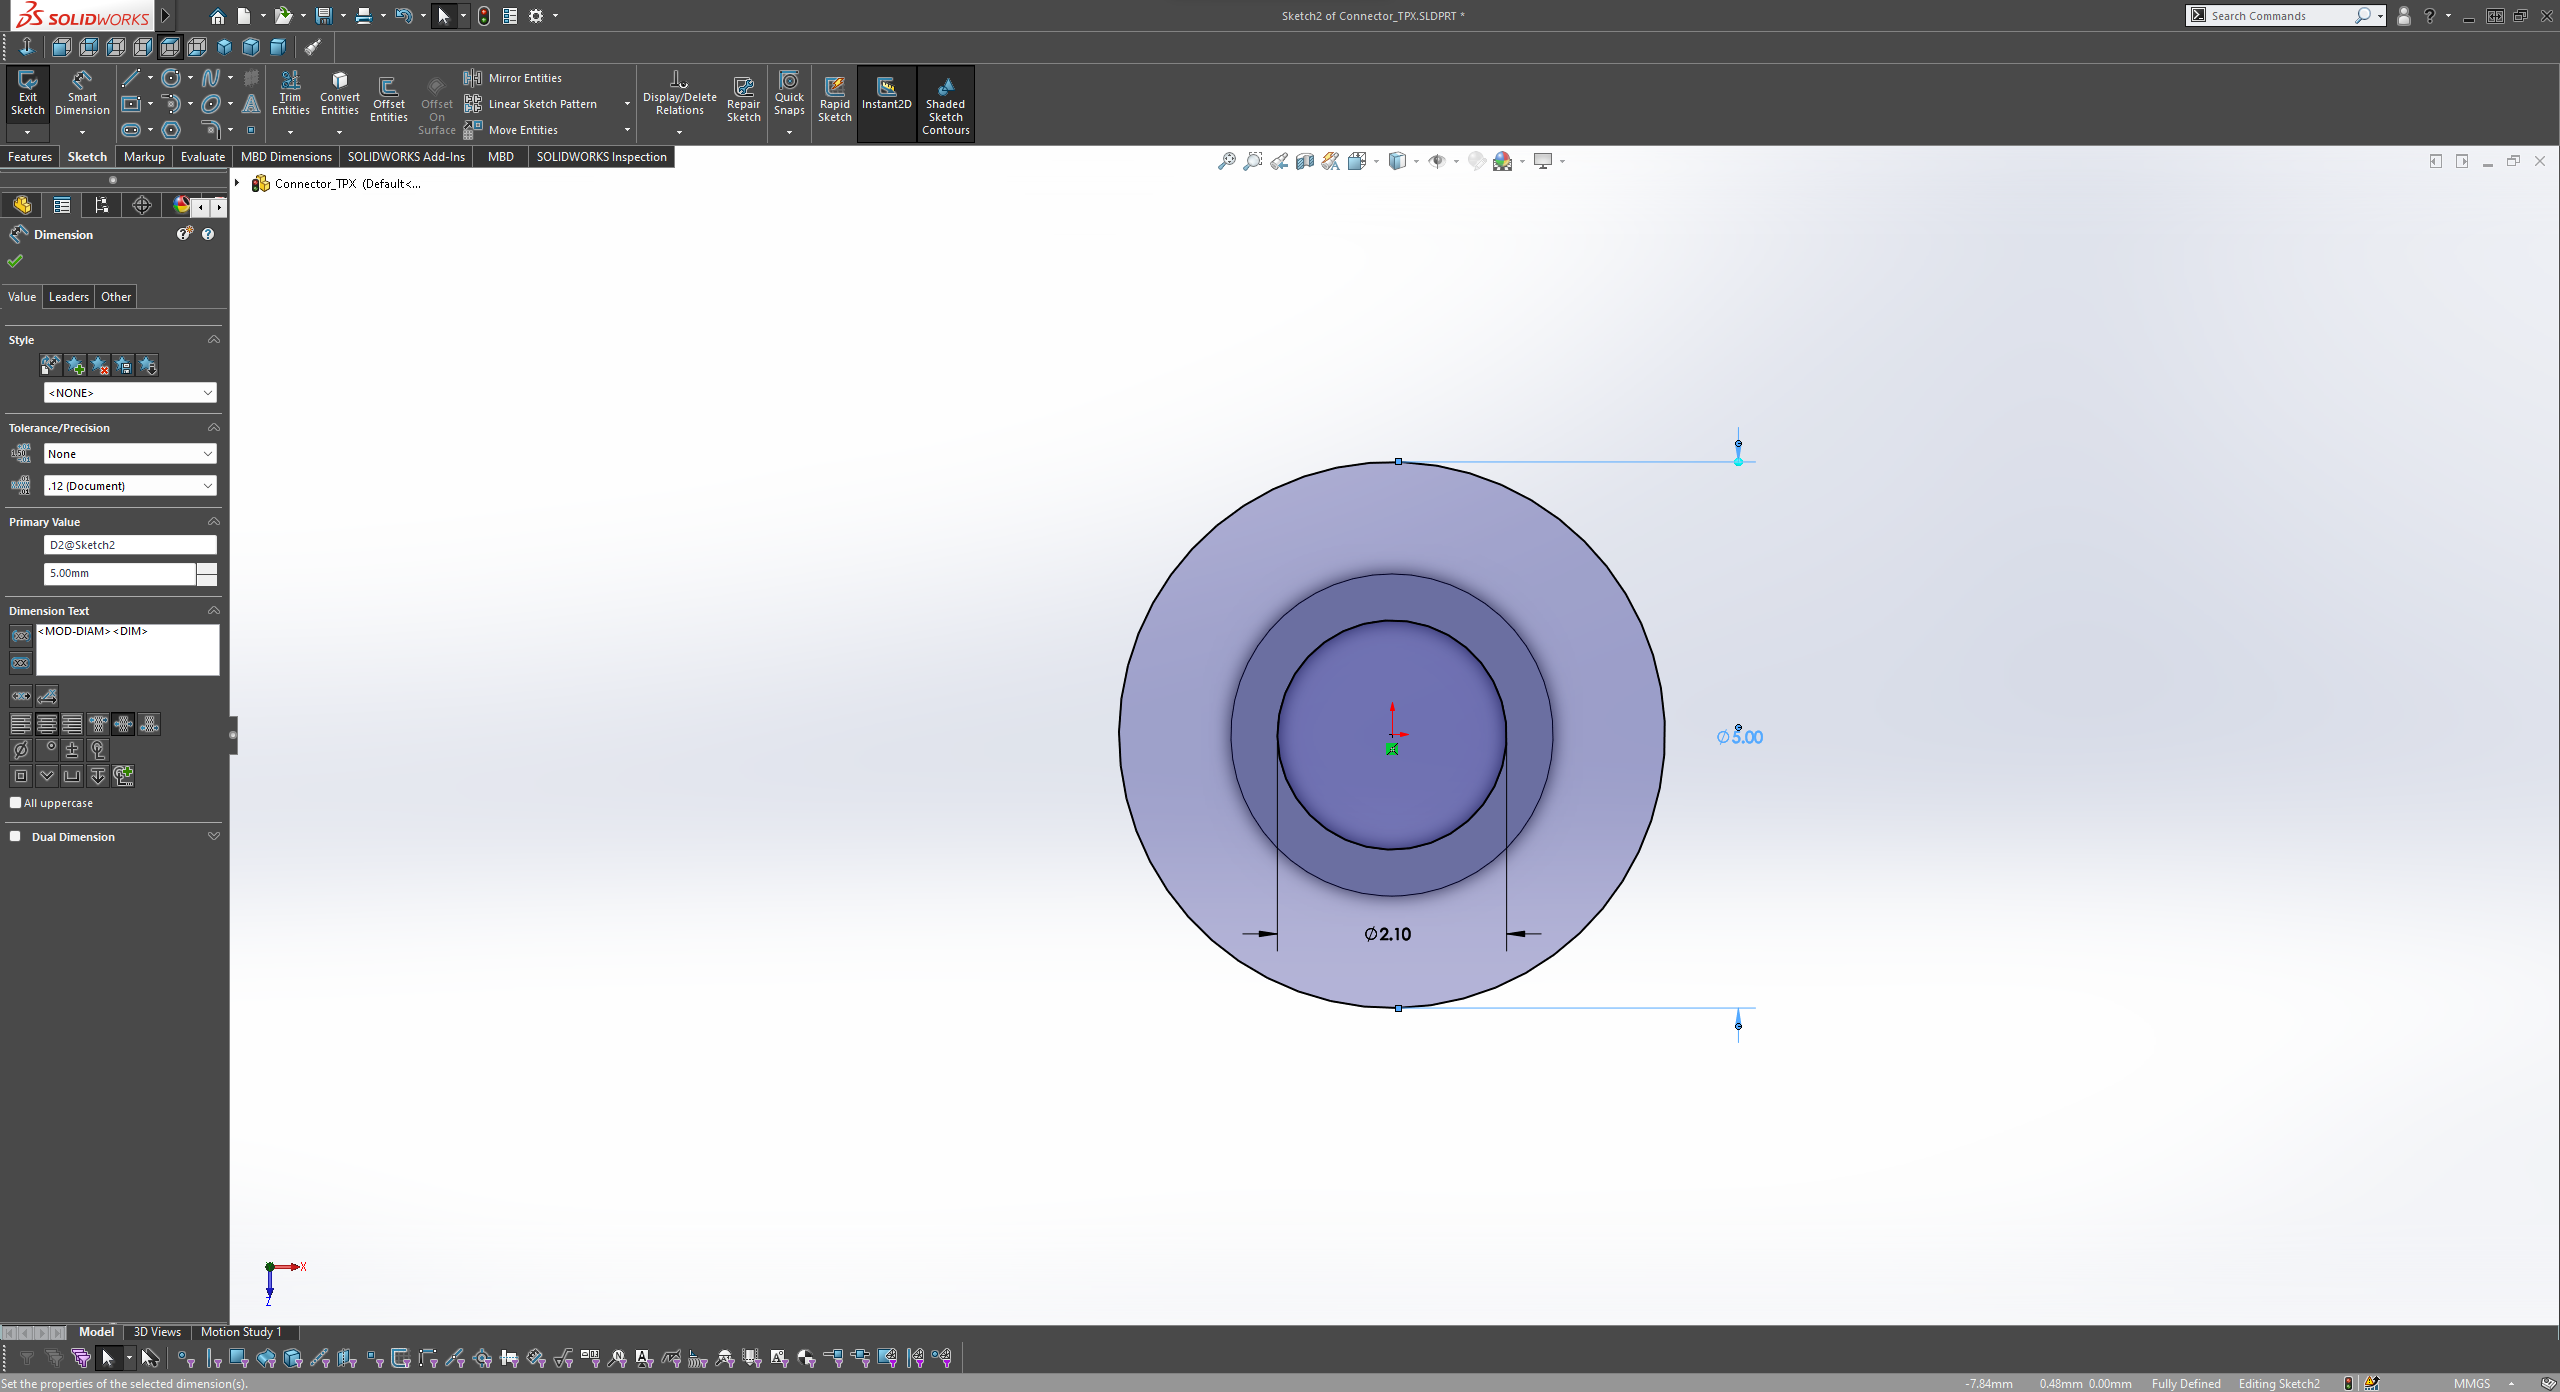 SOLIDWORKS
Sketch2 of Connector_TPX.SLDPRT *
Search Commands
Exit Sketch
Smart Dimension
Trim Entities
Convert Entities
Offset Entities
Offset On Surface
Mirror Entities
Linear Sketch Pattern
Move Entities
Display/Delete Relations
Repair Sketch
Quick Snaps
Rapid Sketch
Instant2D
Shaded Sketch Contours
Features
Sketch
Markup
Evaluate
MBD Dimensions
SOLIDWORKS Add-Ins
MBD
SOLIDWORKS Inspection
Connector_TPX (Default<...
Dimension
Value
Leaders
Other
Style
<NONE>
Tolerance/Precision
None
.12 (Document)
Primary Value
D2@Sketch2
5.00mm
Dimension Text
<MOD-DIAM><DIM>
All uppercase
Dual Dimension
∅5.00
∅2.10
X
Z
Model
3D Views
Motion Study 1
Set the properties of the selected dimension(s).
-7.84mm
0.48mm
0.00mm
Fully Defined
Editing Sketch2
MMGS